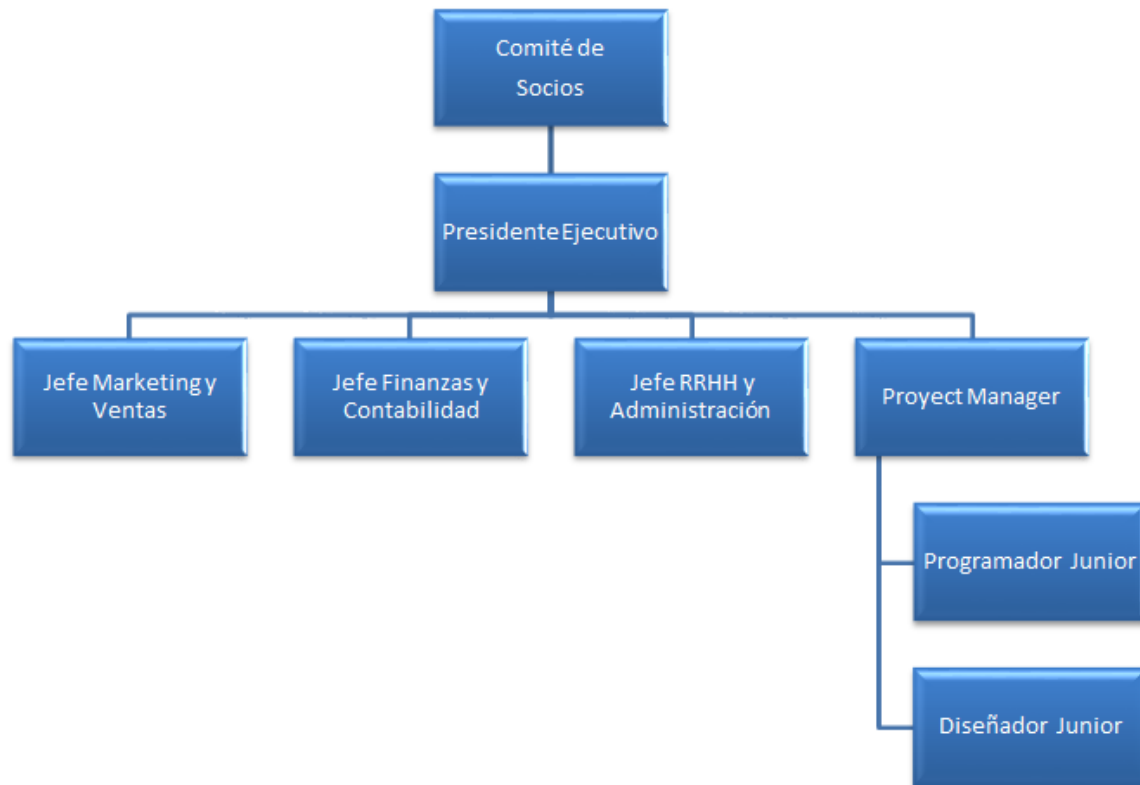 Comité de
Socios
Presidente Ejecutivo
Jefe Marketing y
Ventas
Jefe Finanzas y
Contabilidad
Jefe RRHH y
Administración
Proyect Manager
Programador Junior
Diseñador Junior